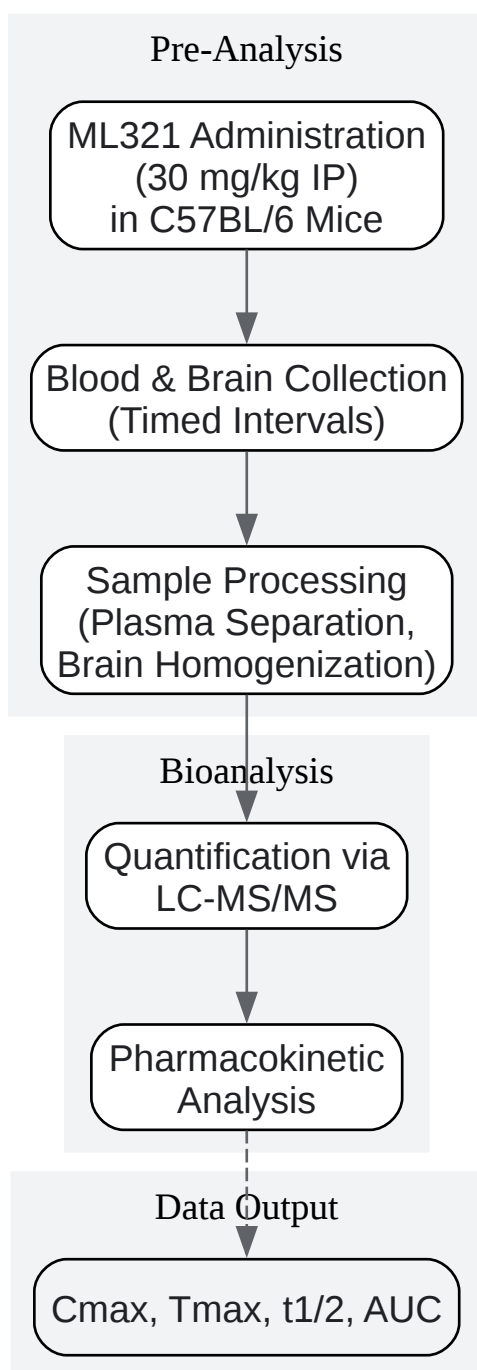 Pre-Analysis
ML321 Administration
(30 mg/kg IP)
in C57BL/6 Mice
Blood & Brain Collection
(Timed Intervals)
Sample Processing
(Plasma Separation,
Brain Homogenization)
Bioanalysis
Quantification via
LC-MS/MS
Pharmacokinetic
Analysis
Data Output
Cmax, Tmax, t1/2, AUC